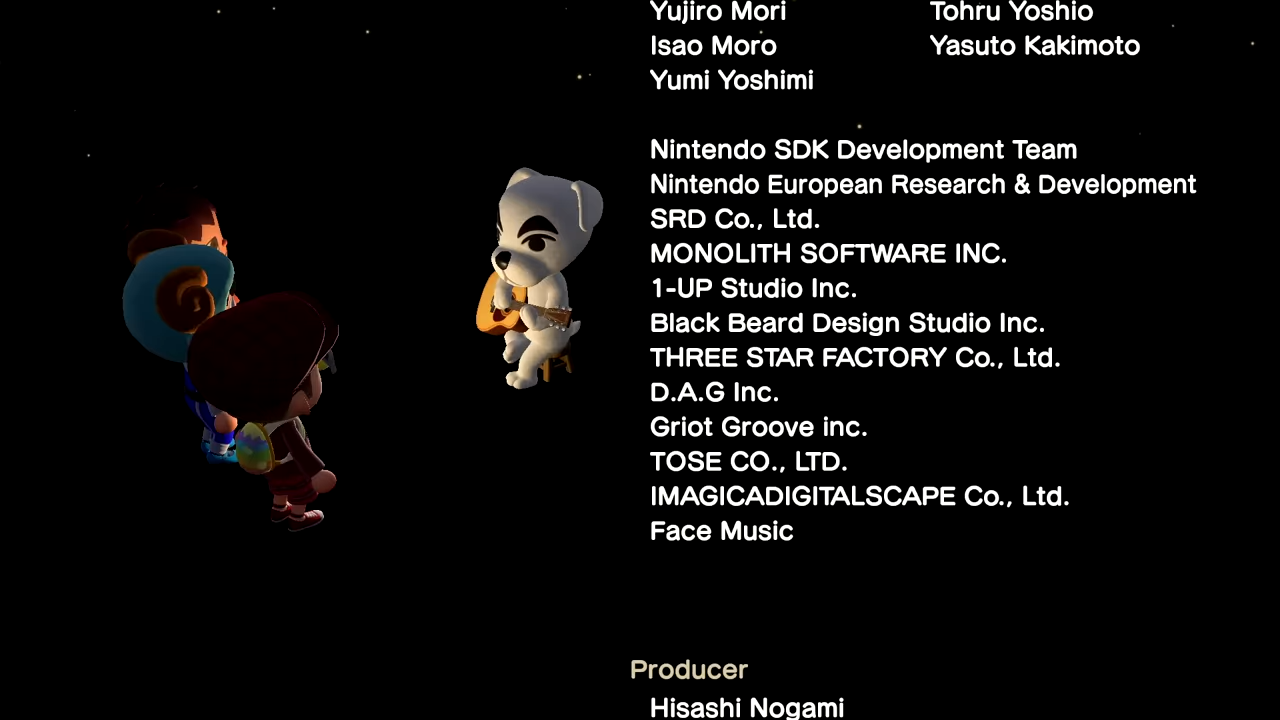 Yujiro Mori Tohru Yoshio
Isao Moro Yasuto Kakimoto
Yumi Yoshimi
Nintendo SDK Development Team
Nintendo European Research & Development
SRD Co., Ltd.
MONOLITH SOFTWARE INC.
1-UP Studio Inc.
Black Beard Design Studio Inc.
THREE STAR FACTORY Co., Ltd.
D.A.G Inc.
Griot Groove inc.
TOSE CO., LTD.
IMAGICADIGITALSCAPE Co., Ltd.
Face Music
Producer
Hisashi Nogami